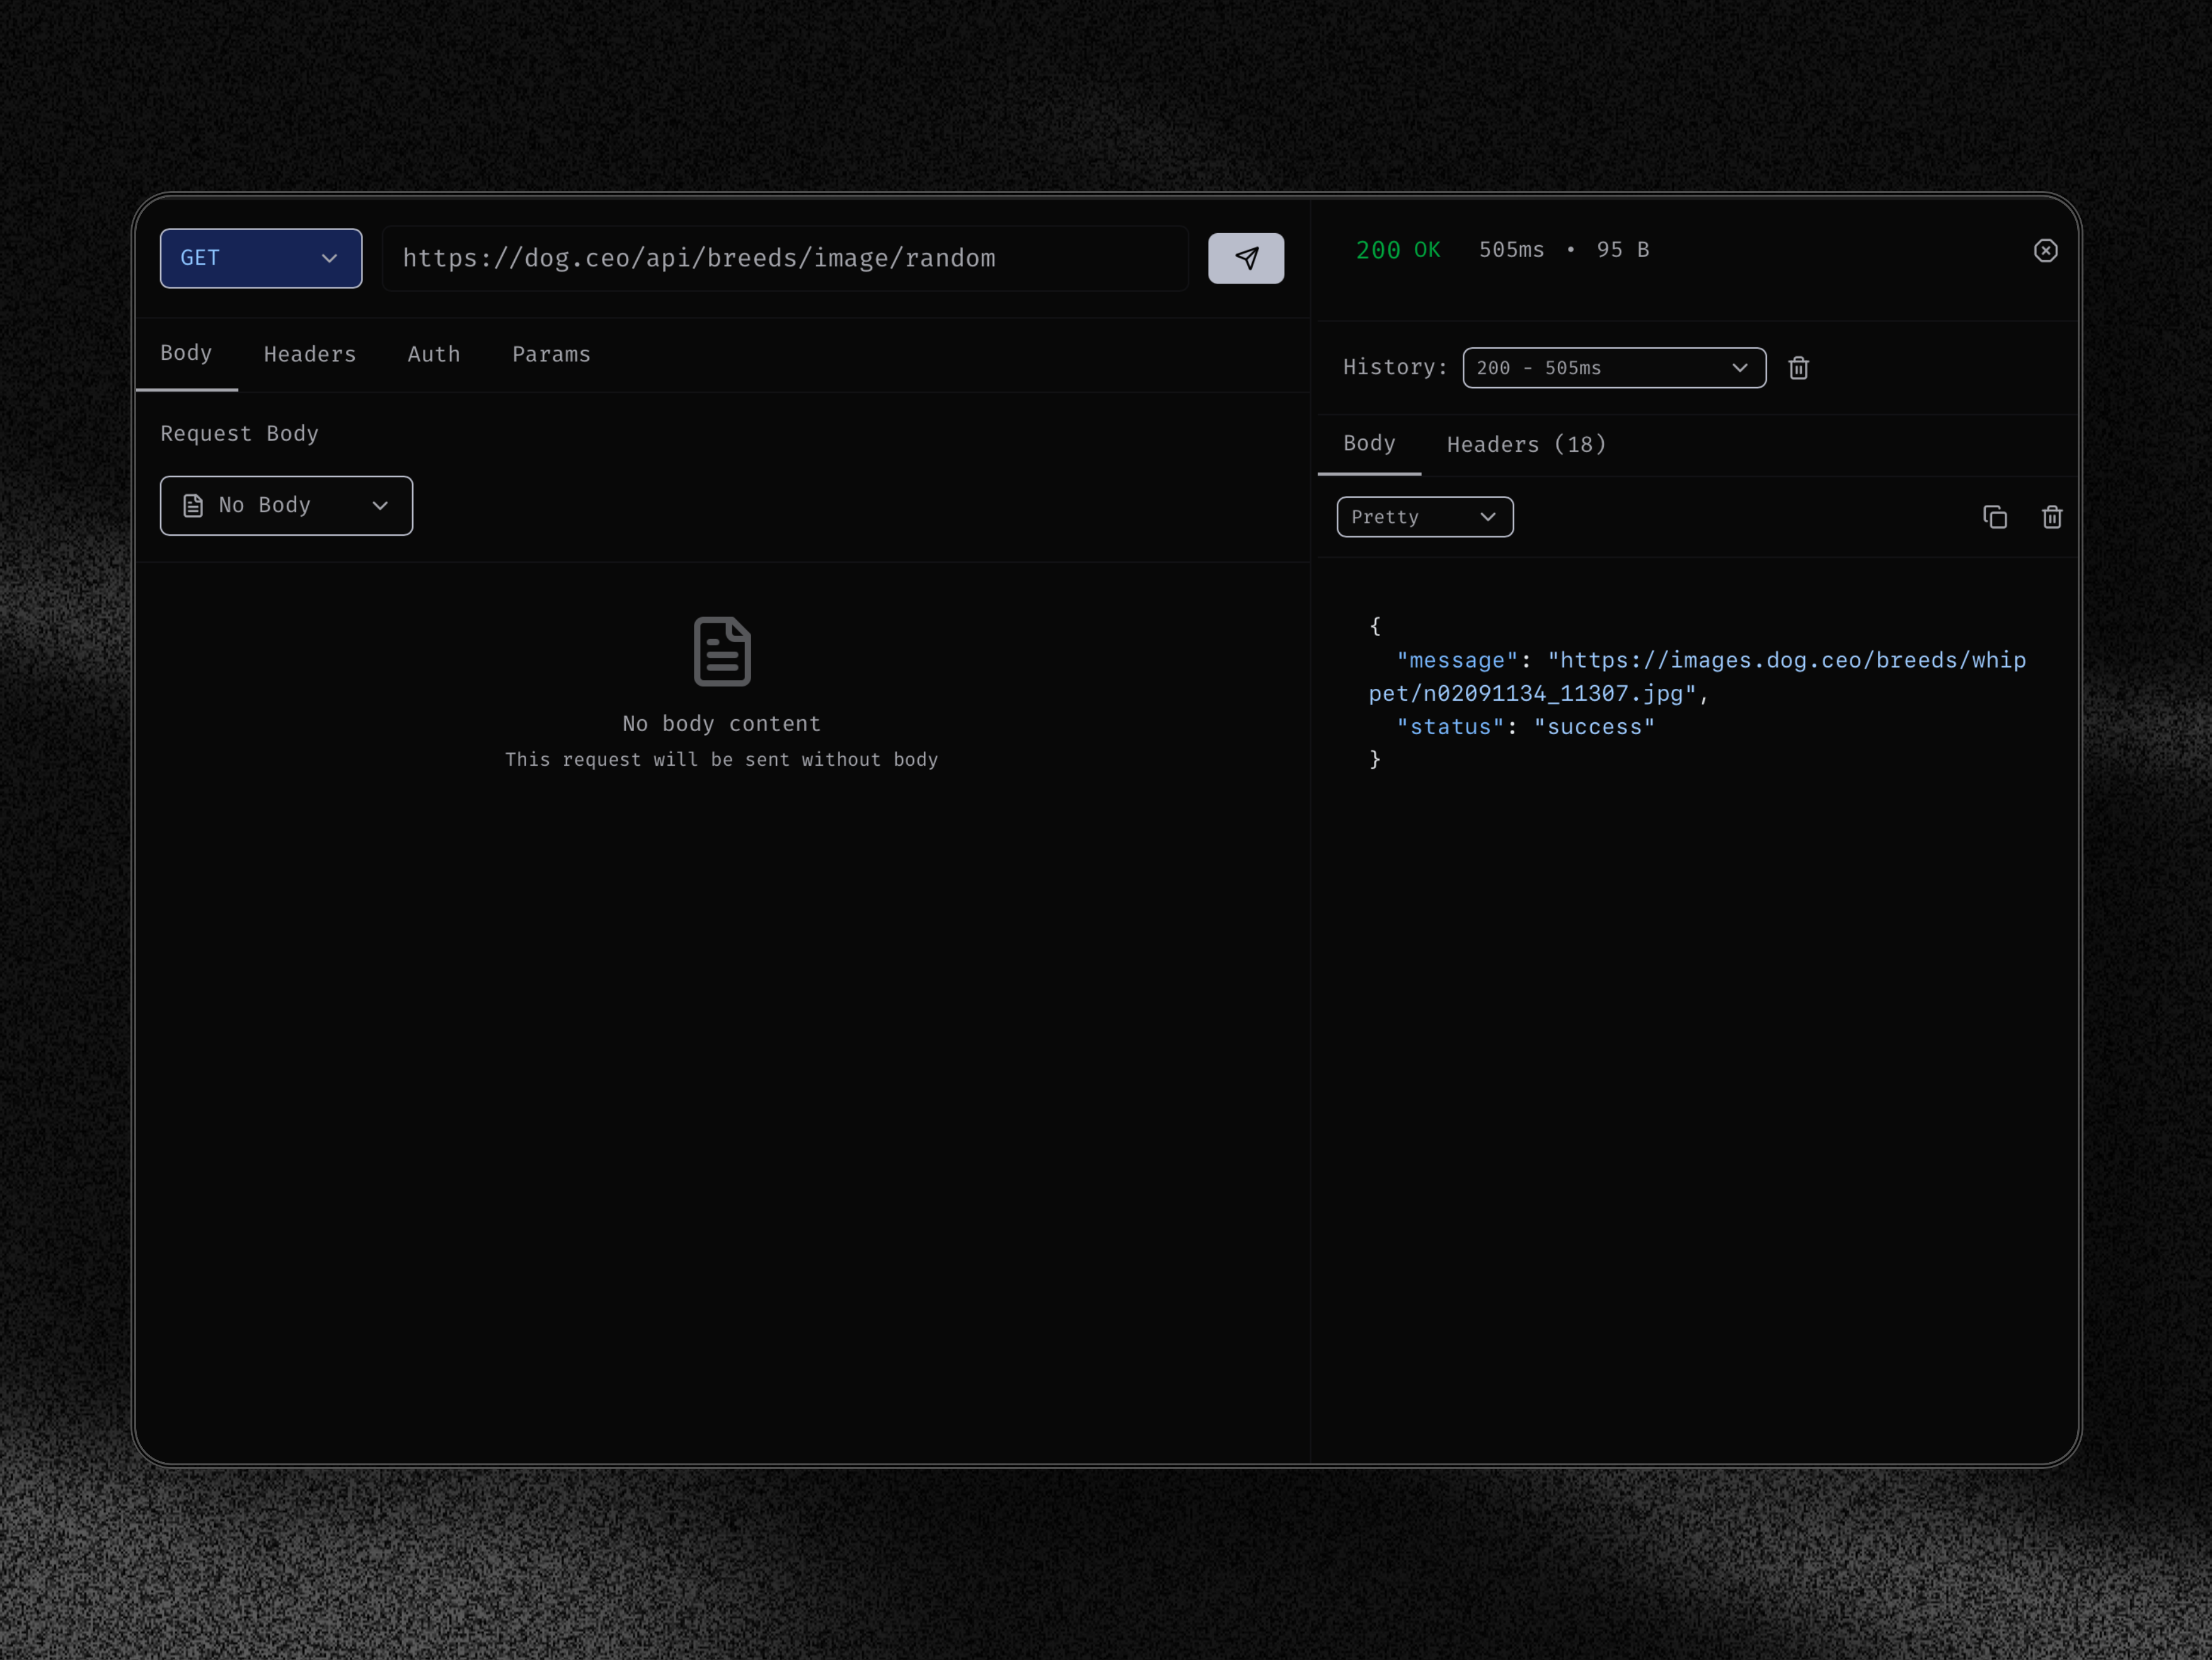 GET
https://dog.ceo/api/breeds/image/random
Body Headers Auth Params
Request Body
No Body
No body content
This request will be sent without body
200 OK 505ms • 95 B
History: 200 - 505ms
Body Headers (18)
Pretty
{
"message": "https://images.dog.ceo/breeds/whip
pet/n02091134_11307.jpg",
"status": "success"
}